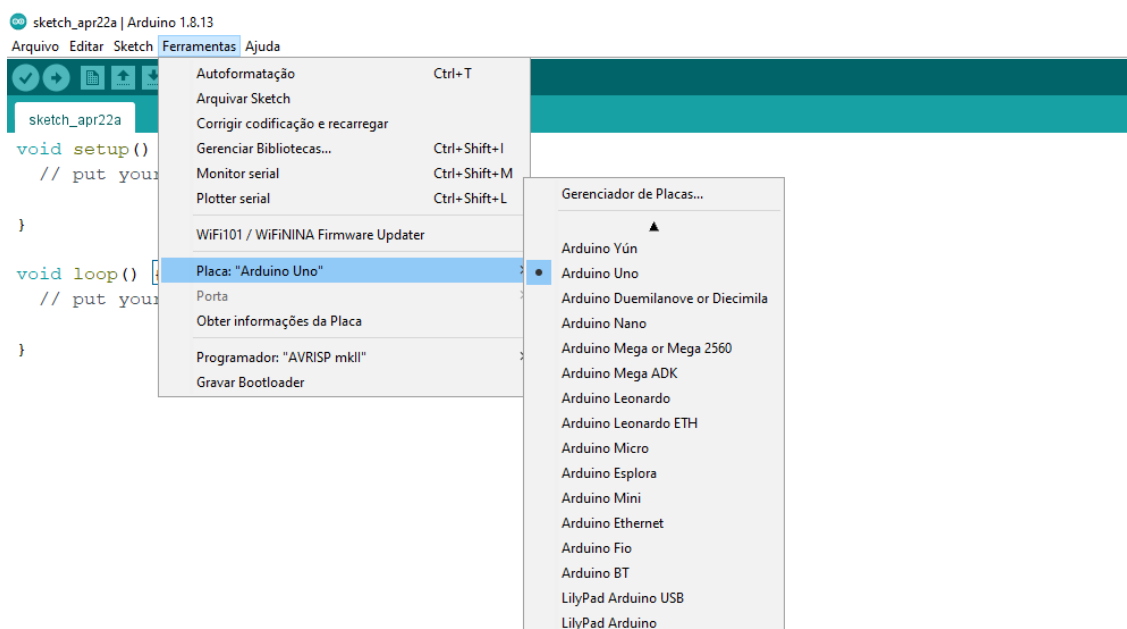 sketch_apr22a | Arduino 1.8.13
Arquivo Editar Sketch Ferramentas Ajuda
sketch_apr22a
void setup()
// put your
}
void loop() {
// put your
}
Autoformatação Ctrl+T
Arquivar Sketch
Corrigir codificação e recarregar
Gerenciar Bibliotecas... Ctrl+Shift+I
Monitor serial Ctrl+Shift+M
Plotter serial Ctrl+Shift+L
WiFi101 / WiFiNINA Firmware Updater
Placa: "Arduino Uno"
Porta
Obter informações da Placa
Programador: "AVRISP mkII"
Gravar Bootloader
Gerenciador de Placas...
Arduino Yún
Arduino Uno
Arduino Duemilanove or Diecimila
Arduino Nano
Arduino Mega or Mega 2560
Arduino Mega ADK
Arduino Leonardo
Arduino Leonardo ETH
Arduino Micro
Arduino Esplora
Arduino Mini
Arduino Ethernet
Arduino Fio
Arduino BT
LilyPad Arduino USB
LilyPad Arduino